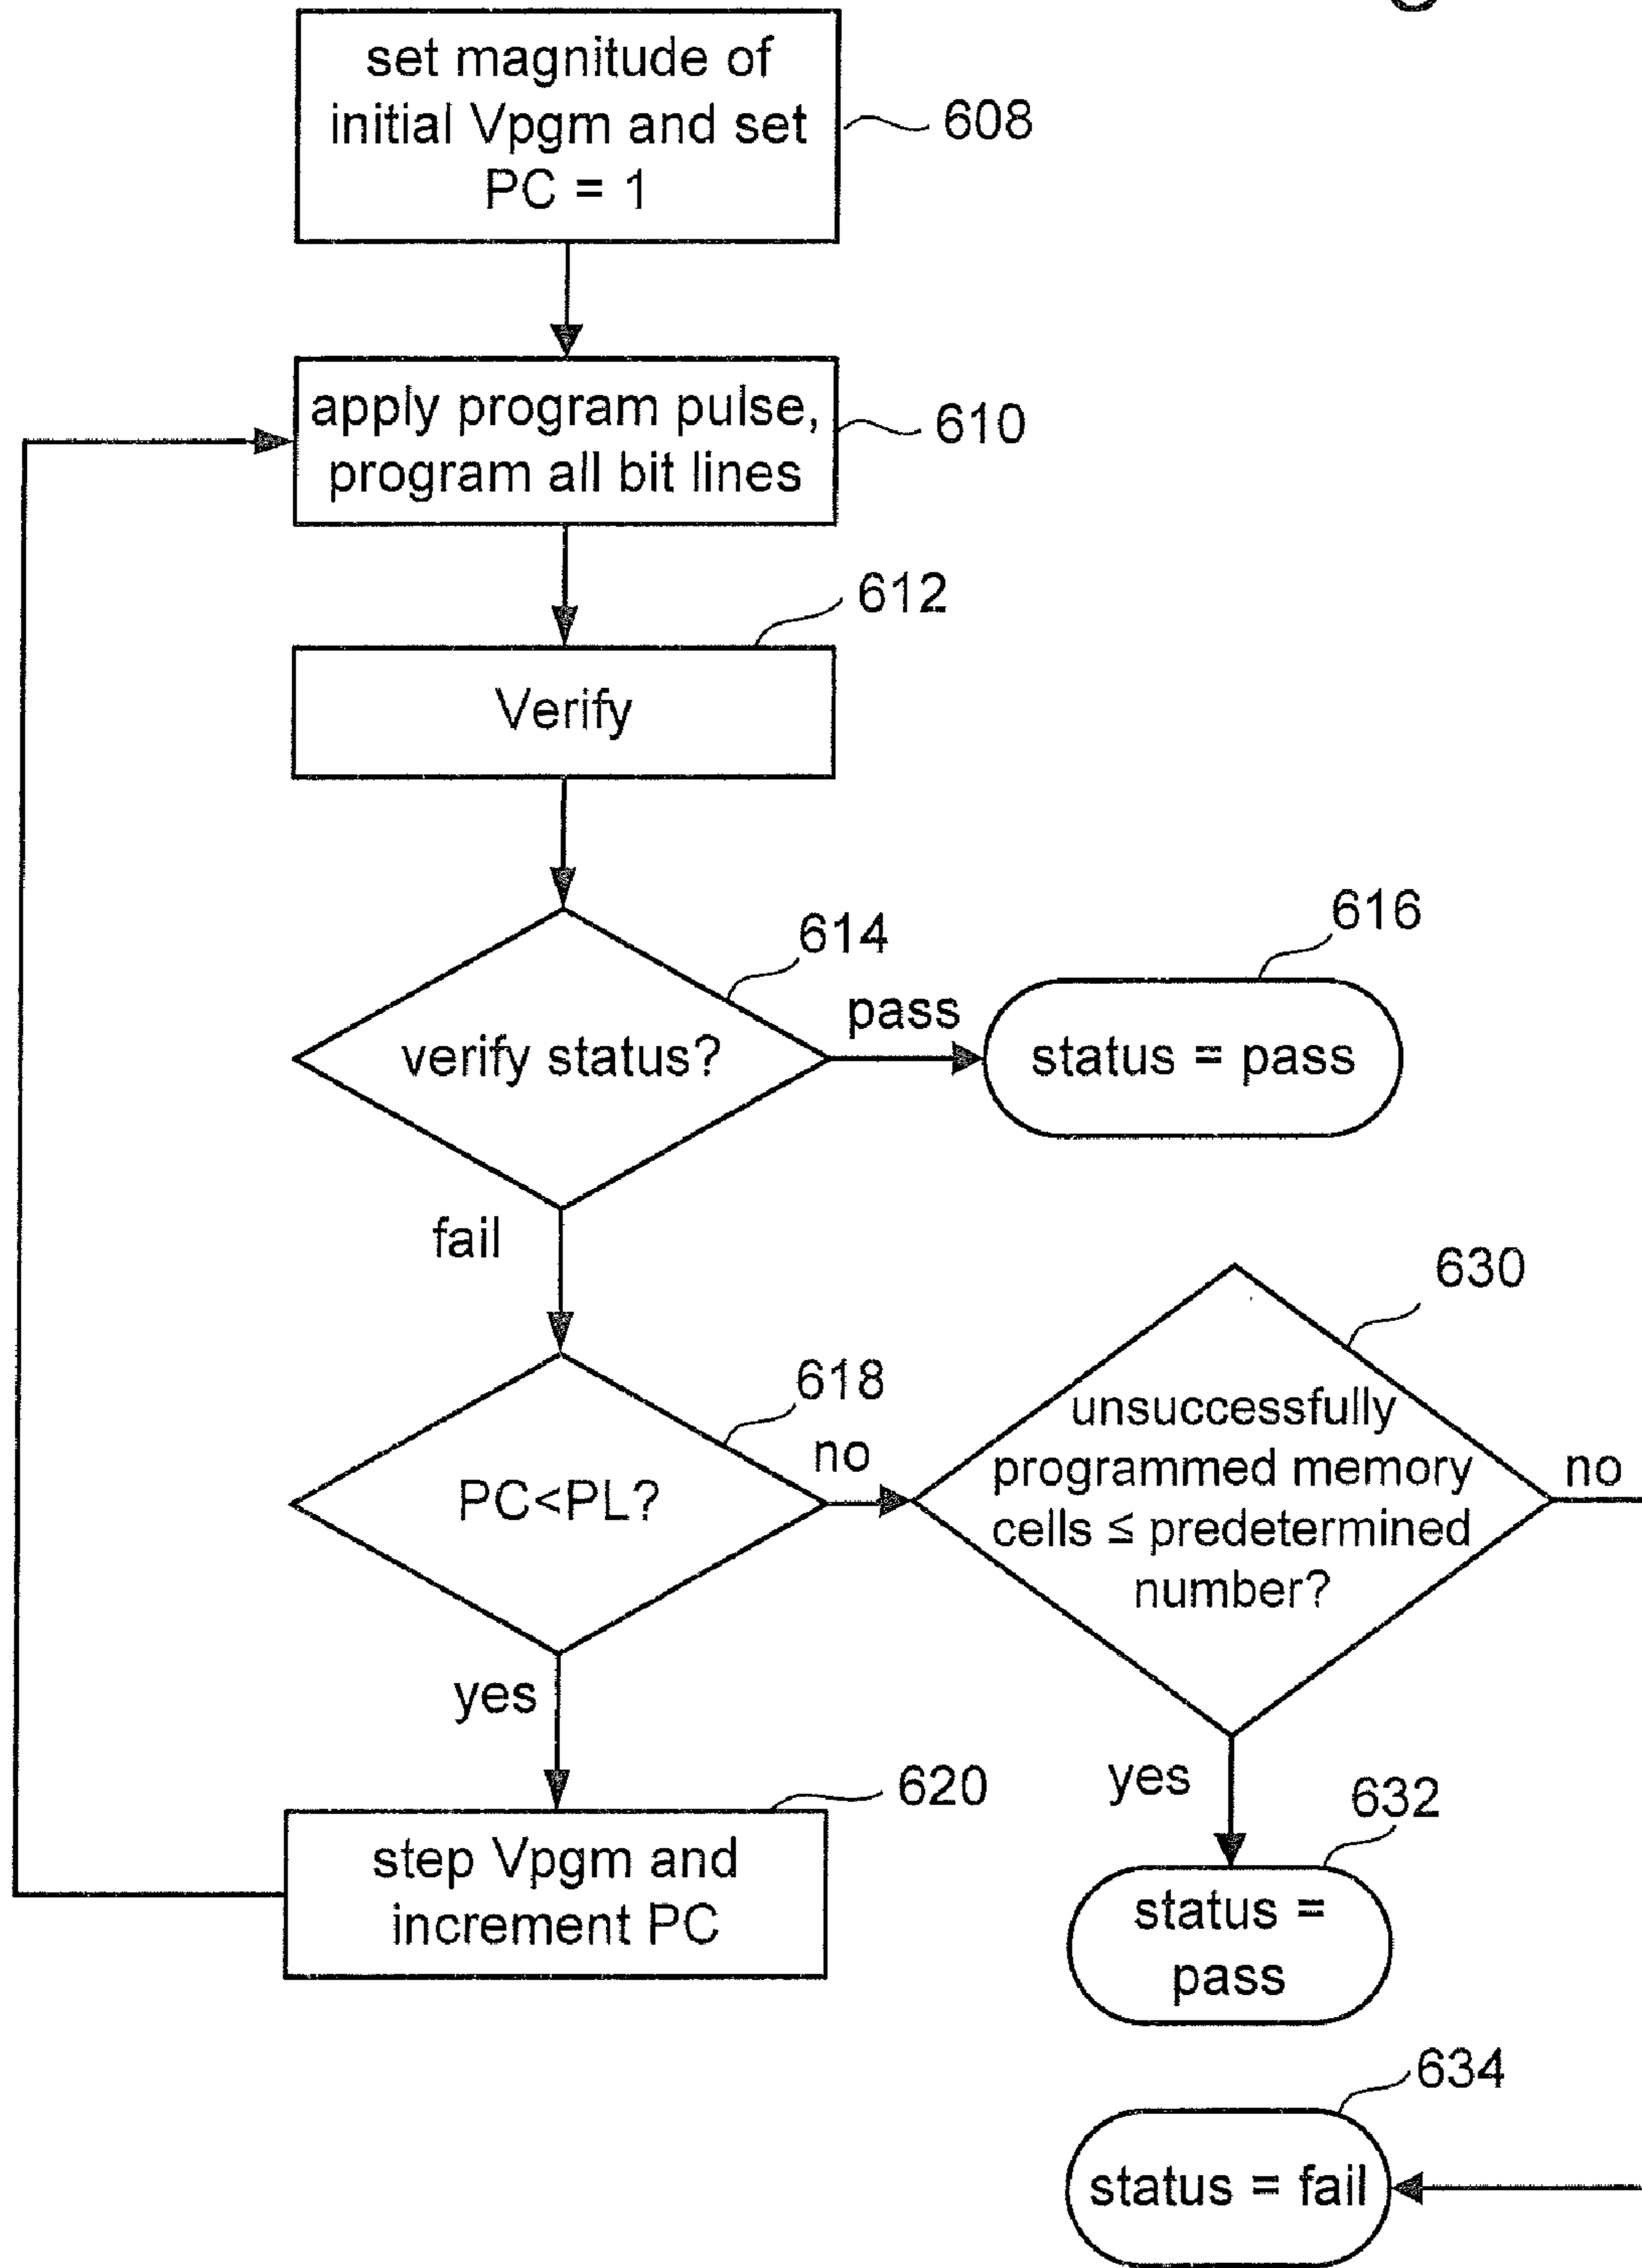 set magnitude of
initial Vpgm and set
PC = 1
608
apply program pulse,
program all bit lines
610
612
Verify
614
verify status?
pass
616
status = pass
fail
618
PC<PL?
no
630
unsuccessfully
programmed memory
cells ≤ predetermined
number?
no
yes
620
step Vpgm and
increment PC
yes
632
status =
pass
634
status = fail